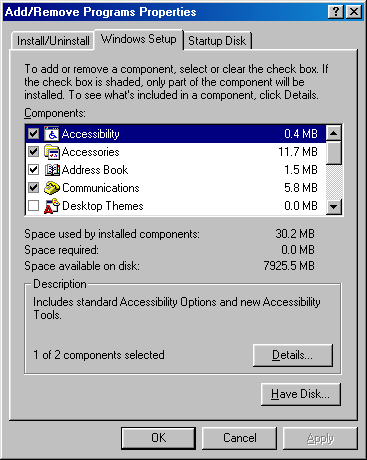 Add/Remove Programs Properties
Install/Uninstall Windows Setup Startup Disk
To add or remove a component, select or clear the check box. If
the check box is shaded, only part of the component will be
installed. To see what's included in a component, click Details.
Components:
Accessibility 0.4 MB
Accessories 11.7 MB
Address Book 1.5 MB
Communications 5.8 MB
Desktop Themes 0.0 MB
Space used by installed components: 30.2 MB
Space required: 0.0 MB
Space available on disk: 7925.5 MB
Description
Includes standard Accessibility Options and new Accessibility
Tools.
1 of 2 components selected Details...
Have Disk...
OK Cancel Apply